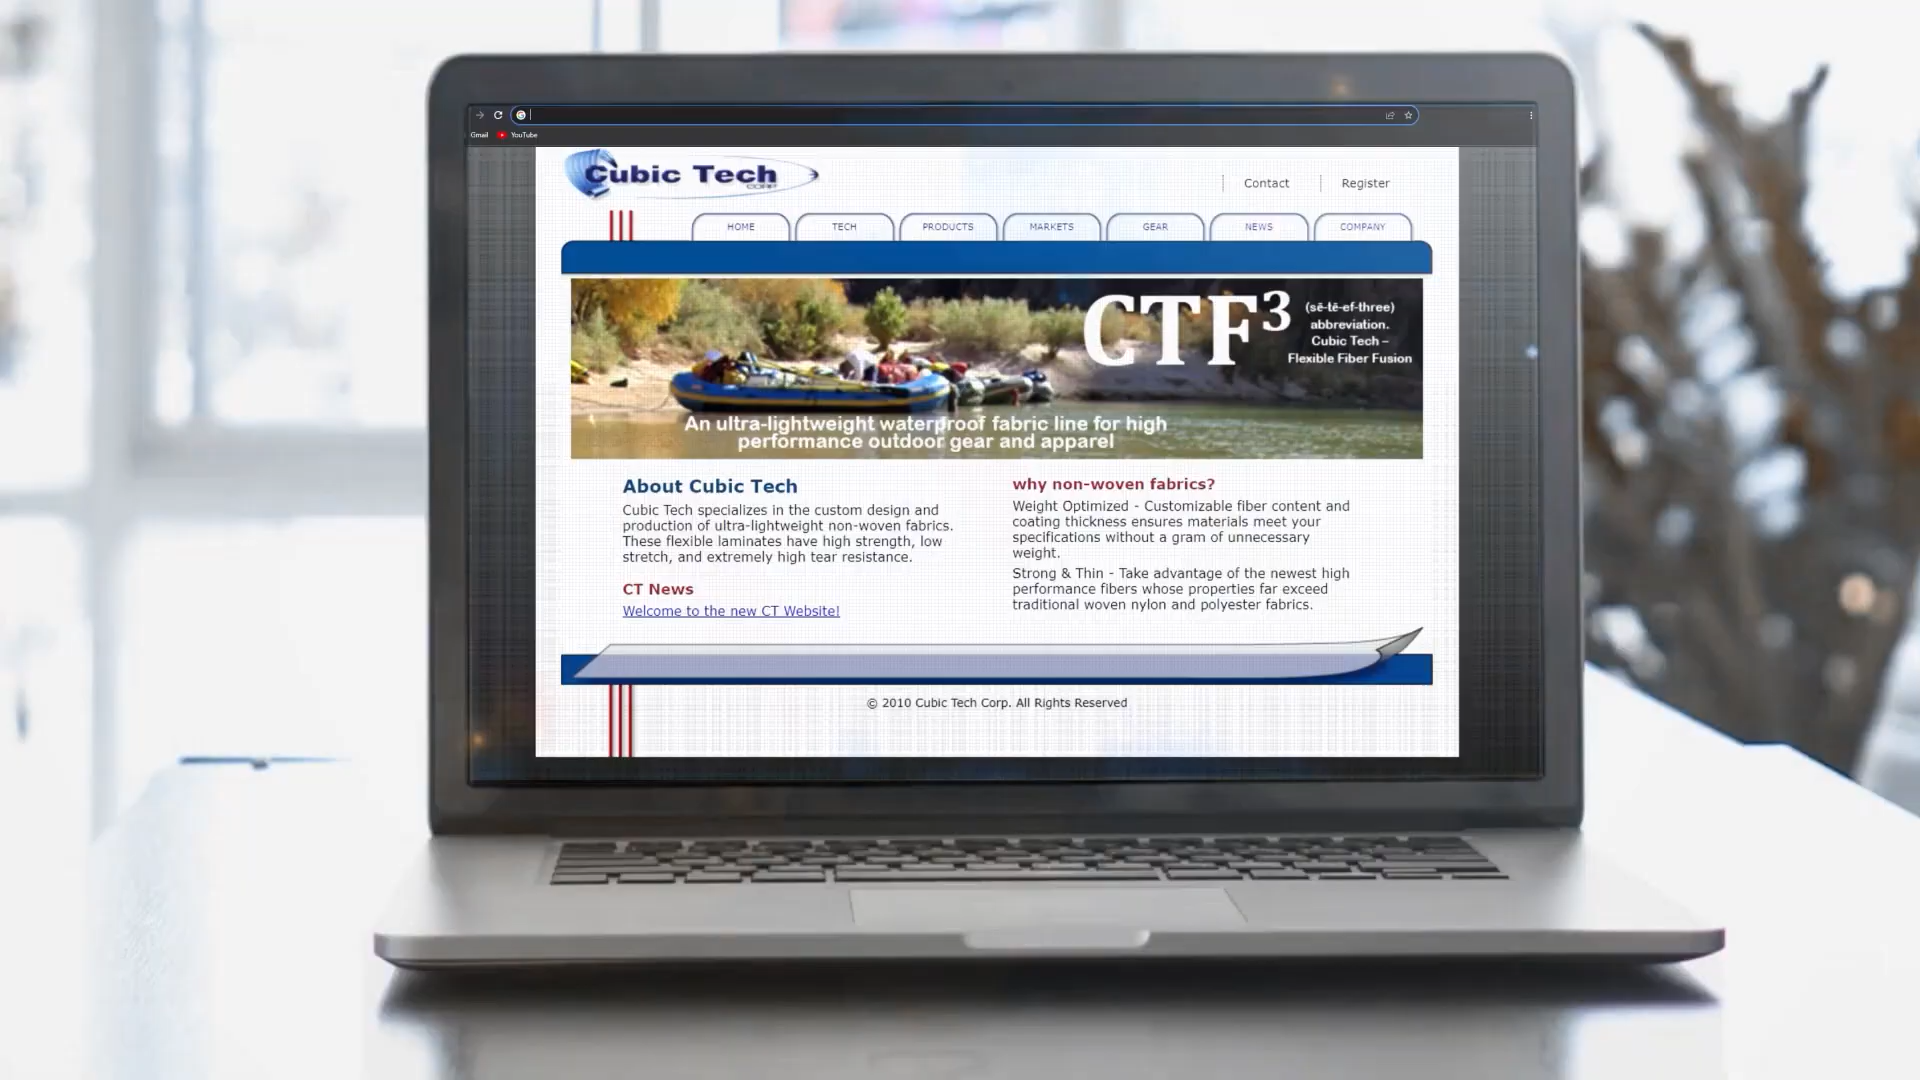 Gmail YouTube
Cubic Tech
CORP
Contact Register
HOME TECH PRODUCTS MARKETS GEAR NEWS COMPANY
CTF³
(sē-tē-ef-three)
abbreviation.
Cubic Tech –
Flexible Fiber Fusion
An ultra-lightweight waterproof fabric line for high
performance outdoor gear and apparel
About Cubic Tech
Cubic Tech specializes in the custom design and
production of ultra-lightweight non-woven fabrics.
These flexible laminates have high strength, low
stretch, and extremely high tear resistance.
CT News
Welcome to the new CT Website!
why non-woven fabrics?
Weight Optimized - Customizable fiber content and
coating thickness ensures materials meet your
specifications without a gram of unnecessary
weight.
Strong & Thin - Take advantage of the newest high
performance fibers whose properties far exceed
traditional woven nylon and polyester fabrics.
© 2010 Cubic Tech Corp. All Rights Reserved